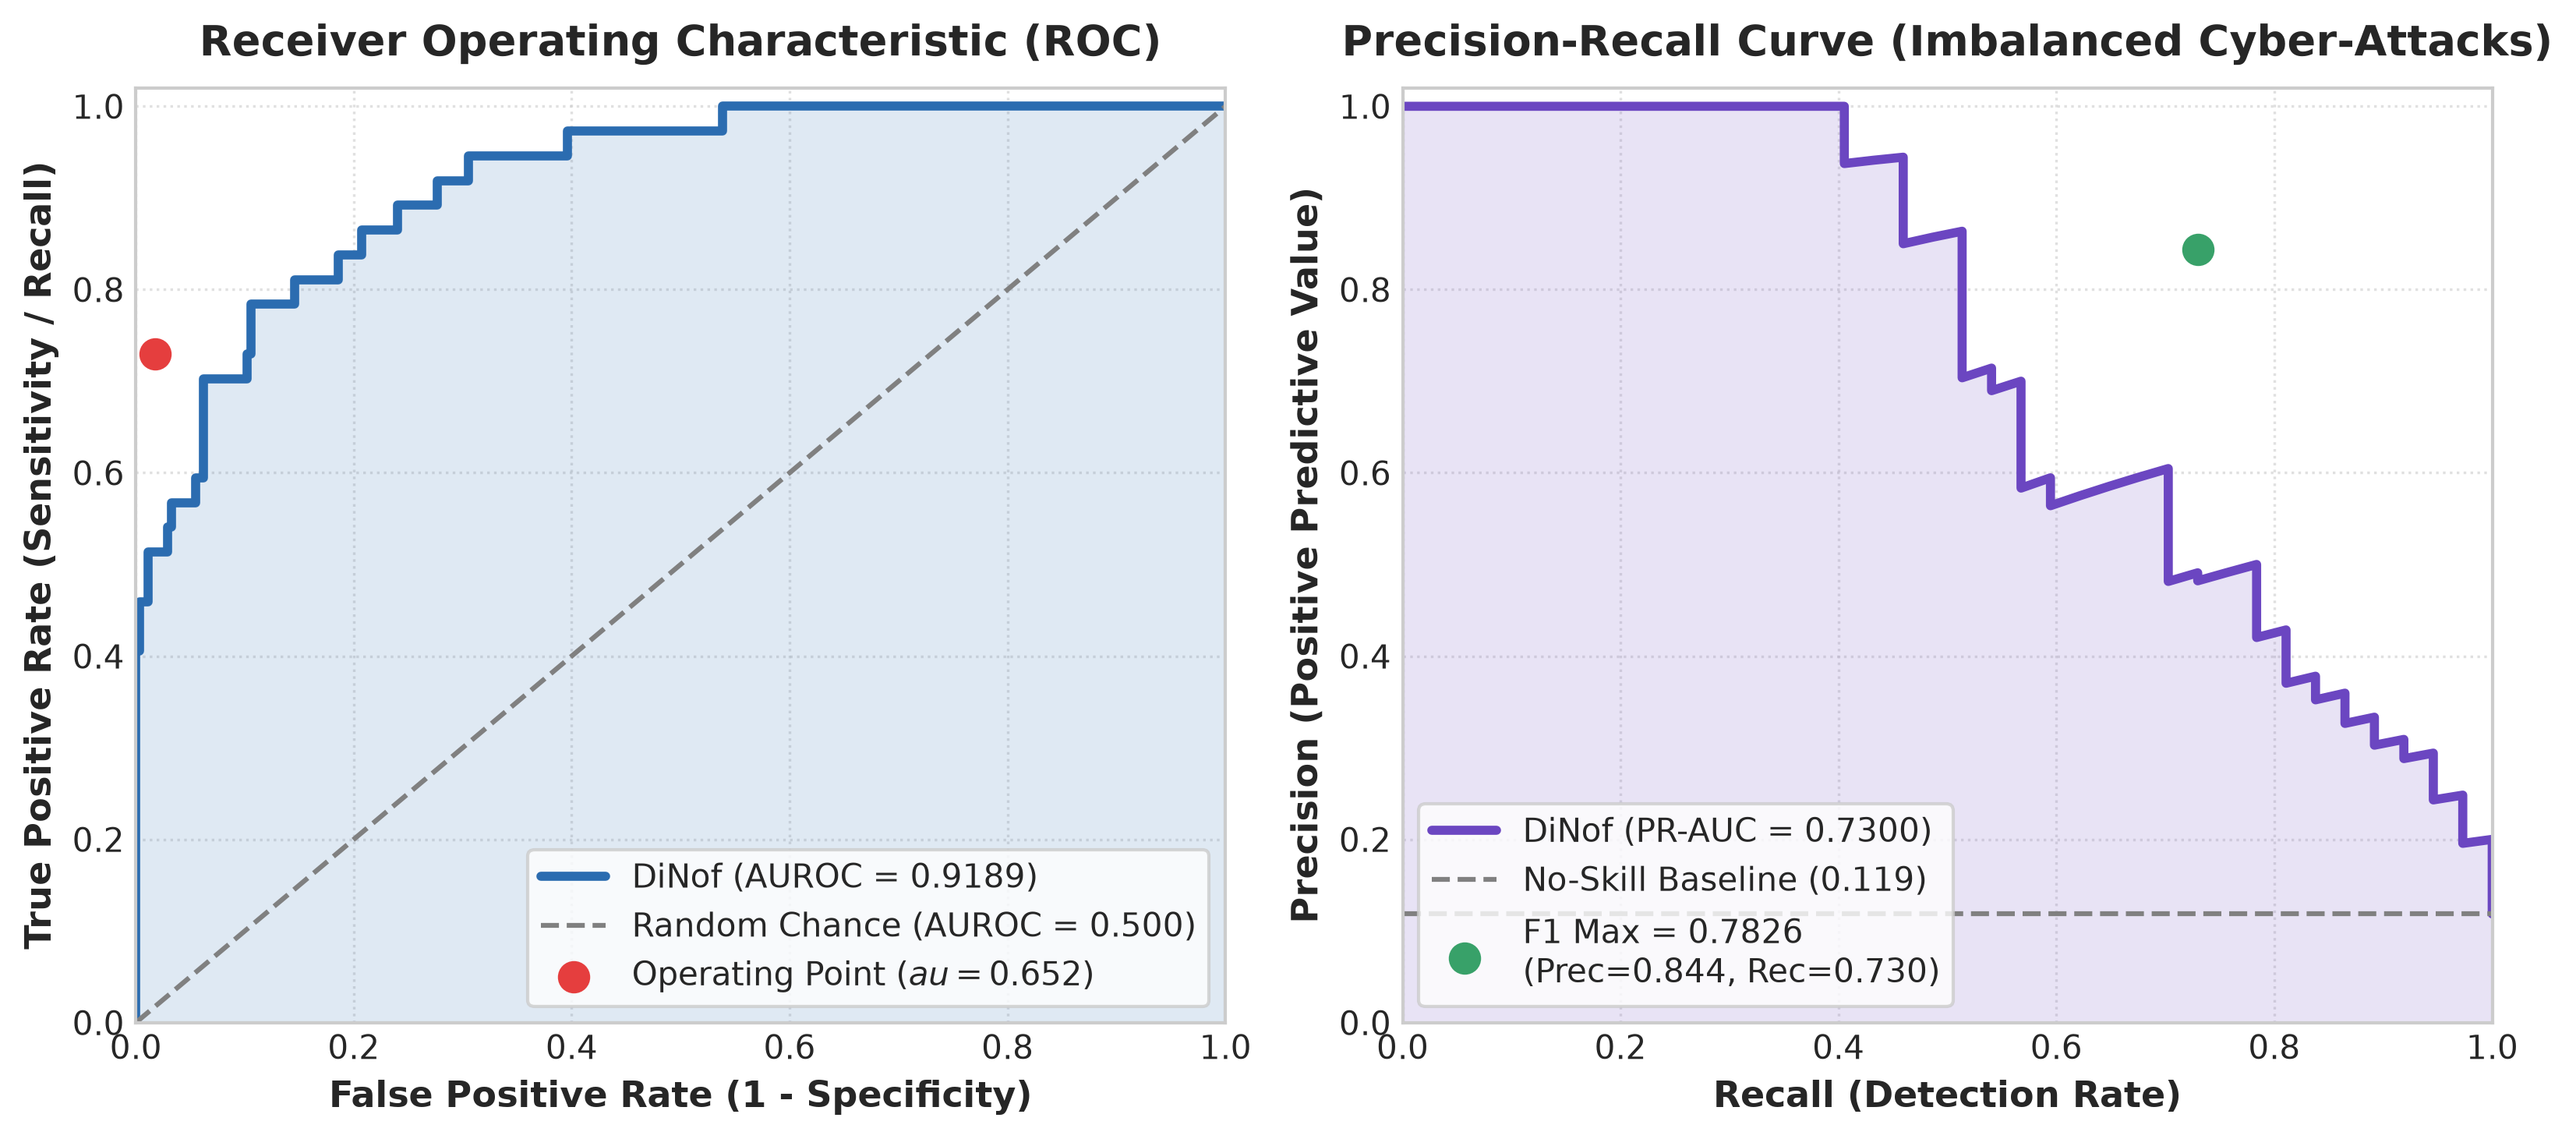 Receiver Operating Characteristic (ROC)
True Positive Rate (Sensitivity / Recall)
1.0
0.8
0.6
0.4
0.2
0.0
0.0 0.2 0.4 0.6 0.8 1.0
False Positive Rate (1 - Specificity)
DiNof (AUROC = 0.9189)
Random Chance (AUROC = 0.500)
Operating Point (au = 0.652)
Precision-Recall Curve (Imbalanced Cyber-Attacks)
Precision (Positive Predictive Value)
1.0
0.8
0.6
0.4
0.2
0.0
0.0 0.2 0.4 0.6 0.8 1.0
Recall (Detection Rate)
DiNof (PR-AUC = 0.7300)
No-Skill Baseline (0.119)
F1 Max = 0.7826
(Prec=0.844, Rec=0.730)